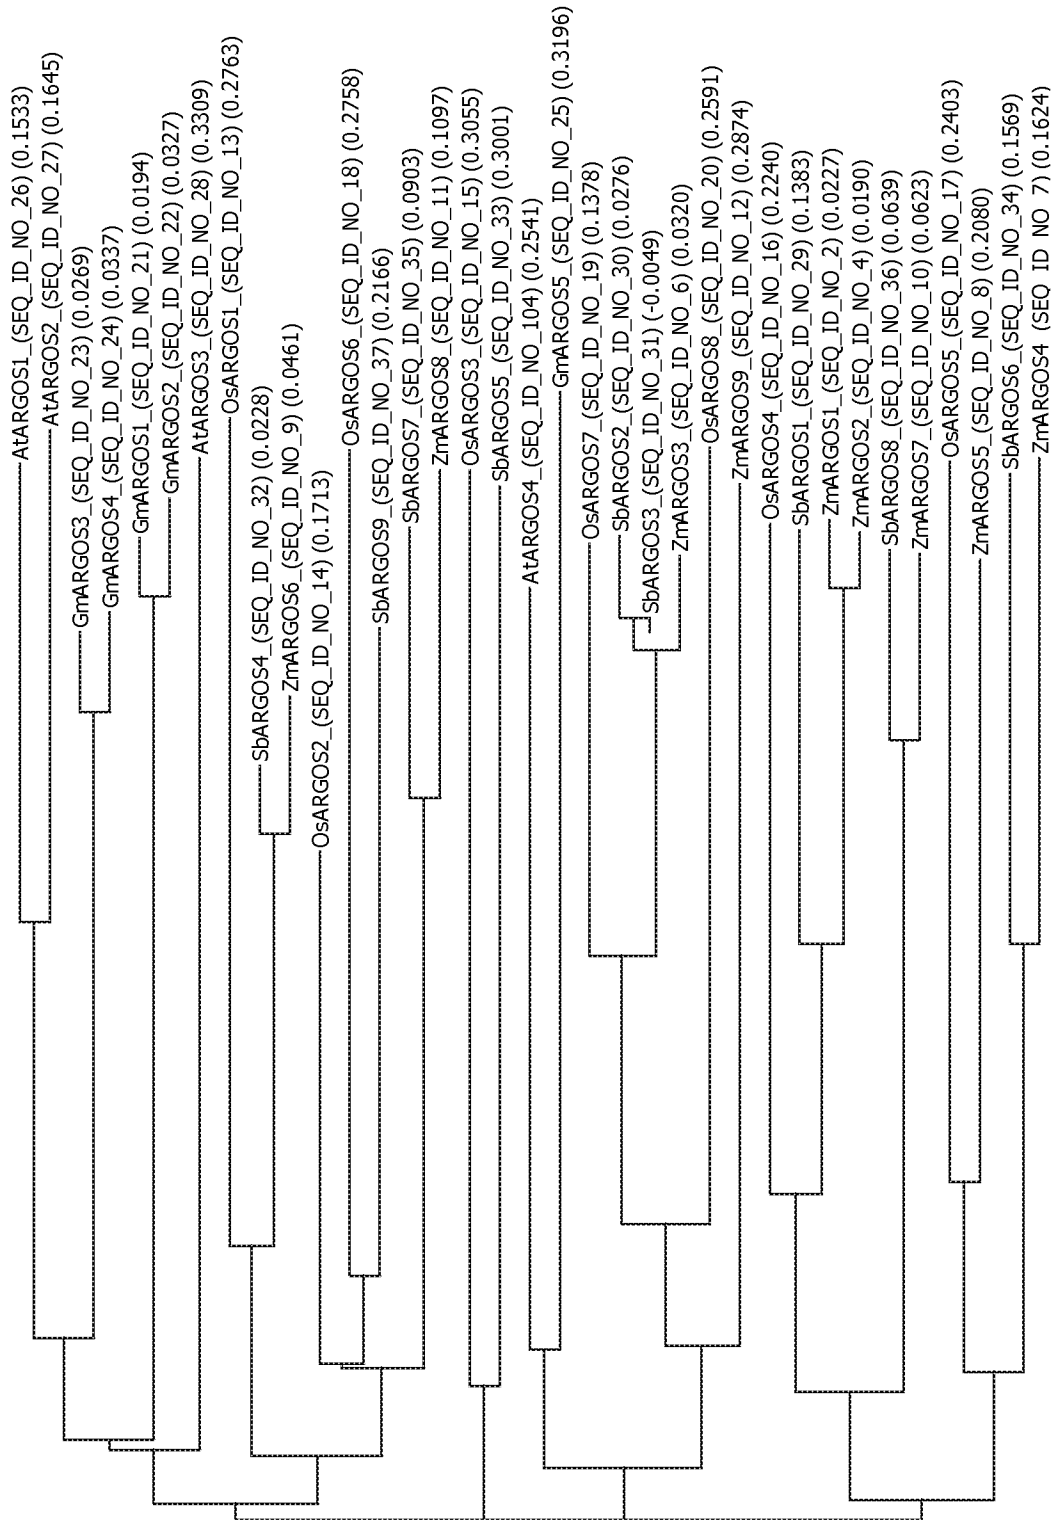 AtARGOS1_(SEQ_ID_NO_26) (0.1533)
AtARGOS2_(SEQ_ID_NO_27) (0.1645)
GmARGOS3_(SEQ_ID_NO_23) (0.0269)
GmARGOS4_(SEQ_ID_NO_24) (0.0337)
GmARGOS1_(SEQ_ID_NO_21) (0.0194)
GmARGOS2_(SEQ_ID_NO_22) (0.0327)
AtARGOS3_(SEQ_ID_NO_28) (0.3309)
OsARGOS1_(SEQ_ID_NO_13) (0.2763)
SbARGOS4_(SEQ_ID_NO_32) (0.0228)
ZmARGOS6_(SEQ_ID_NO_9) (0.0461)
OsARGOS2_(SEQ_ID_NO_14) (0.1713)
OsARGOS6_(SEQ_ID_NO_18) (0.2758)
SbARGOS9_(SEQ_ID_NO_37) (0.2166)
SbARGOS7_(SEQ_ID_NO_35) (0.0903)
ZmARGOS8_(SEQ_ID_NO_11) (0.1097)
OsARGOS3_(SEQ_ID_NO_15) (0.3055)
SbARGOS5_(SEQ_ID_NO_33) (0.3001)
AtARGOS4_(SEQ_ID_NO_104) (0.2541)
GmARGOS5_(SEQ_ID_NO_25) (0.3196)
OsARGOS7_(SEQ_ID_NO_19) (0.1378)
SbARGOS2_(SEQ_ID_NO_30) (0.0276)
SbARGOS3_(SEQ_ID_NO_31) (-0.0049)
ZmARGOS3_(SEQ_ID_NO_6) (0.0320)
OsARGOS8_(SEQ_ID_NO_20) (0.2591)
ZmARGOS9_(SEQ_ID_NO_12) (0.2874)
OsARGOS4_(SEQ_ID_NO_16) (0.2240)
SbARGOS1_(SEQ_ID_NO_29) (0.1383)
ZmARGOS1_(SEQ_ID_NO_2) (0.0227)
ZmARGOS2_(SEQ_ID_NO_4) (0.0190)
SbARGOS8_(SEQ_ID_NO_36) (0.0639)
ZmARGOS7_(SEQ_ID_NO_10) (0.0623)
OsARGOS5_(SEQ_ID_NO_17) (0.2403)
ZmARGOS5_(SEQ_ID_NO_8) (0.2080)
SbARGOS6_(SEQ_ID_NO_34) (0.1569)
ZmARGOS4_(SEQ_ID_NO_7) (0.1624)